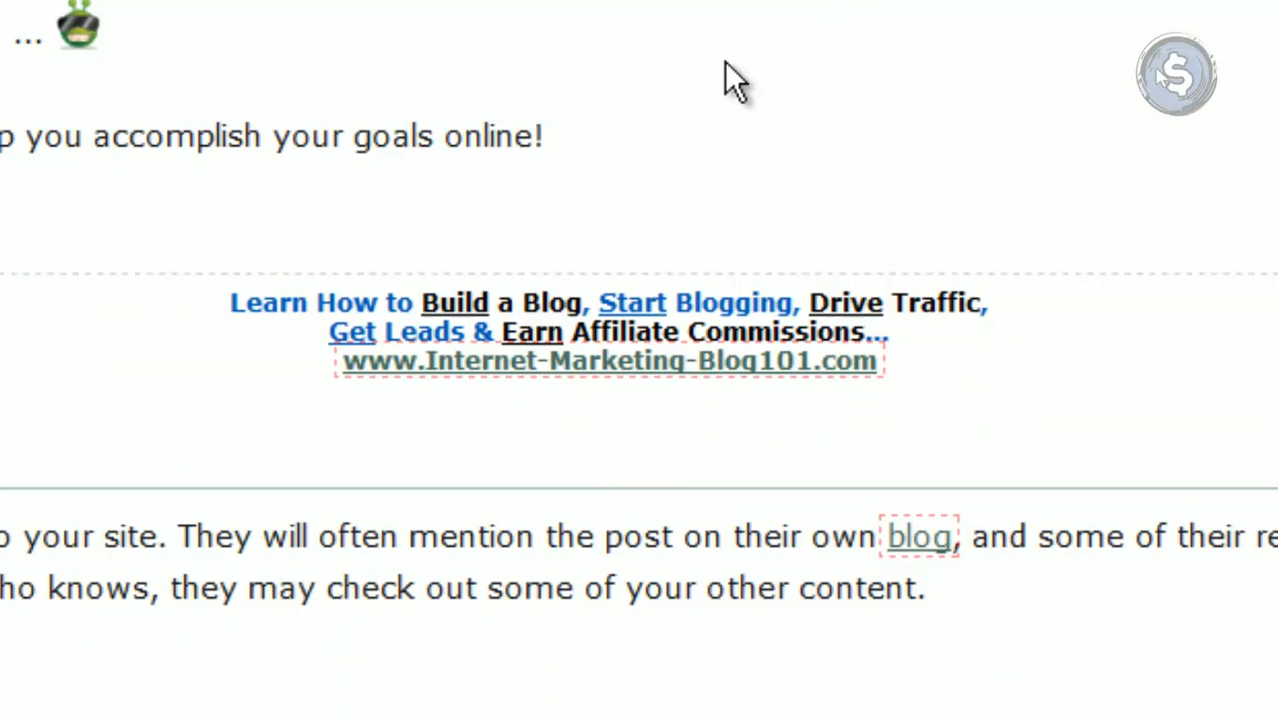 ...
p you accomplish your goals online!
Learn How to Build a Blog, Start Blogging, Drive Traffic,
Get Leads & Earn Affiliate Commissions...
www.Internet-Marketing-Blog101.com
o your site. They will often mention the post on their own blog, and some of their re
ho knows, they may check out some of your other content.